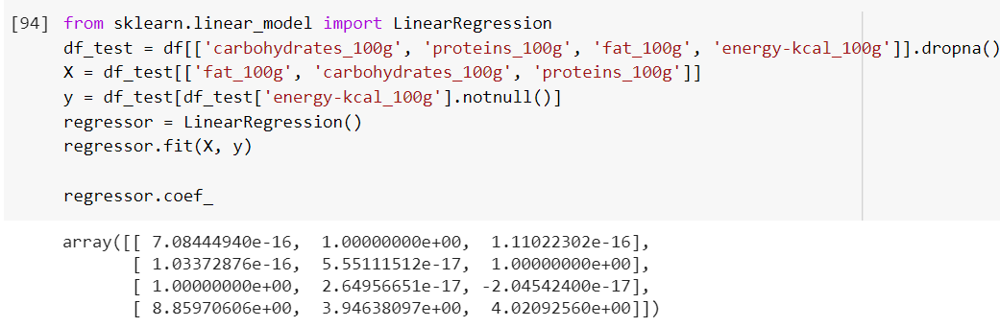 [94] from sklearn.linear_model import LinearRegression
df_test = df[['carbohydrates_100g', 'proteins_100g', 'fat_100g', 'energy-kcal_100g']].dropna()
X = df_test[['fat_100g', 'carbohydrates_100g', 'proteins_100g']]
y = df_test[df_test['energy-kcal_100g'].notnull()]
regressor = LinearRegression()
regressor.fit(X, y)
regressor.coef_
array([[ 7.08444940e-16,  1.00000000e+00,  1.11022302e-16],
[ 1.03372876e-16,  5.55111512e-17,  1.00000000e+00],
[ 1.00000000e+00,  2.64956651e-17, -2.04542400e-17],
[ 8.85970606e+00,  3.94638097e+00,  4.02092560e+00]])